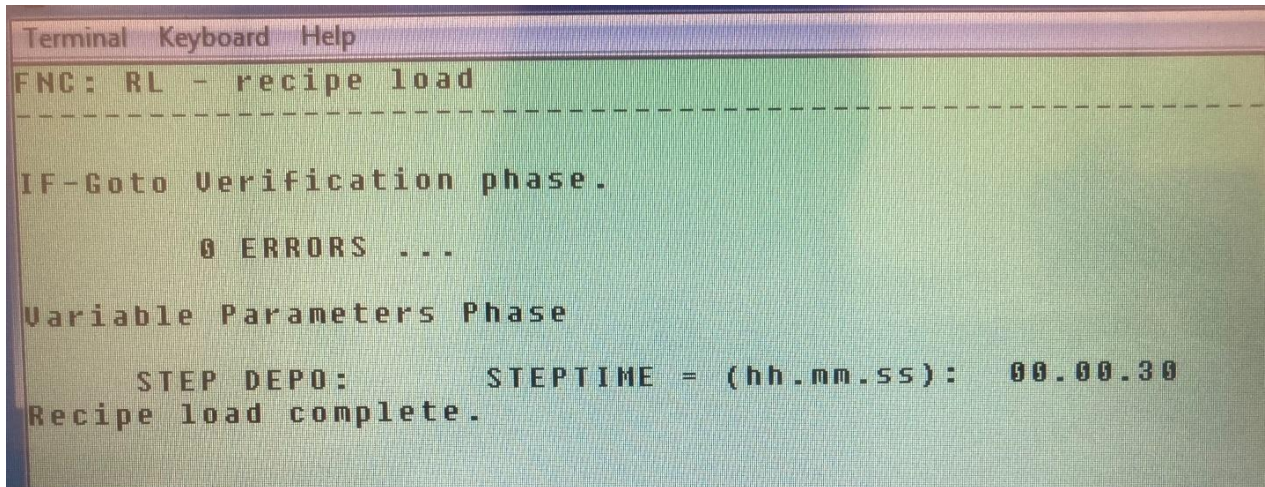 Terminal Keyboard Help
FNC: RL - recipe load
--------------------------------------------------------------
IF-Goto Verification phase.
0 ERRORS ...
Variable Parameters Phase
STEP DEPO: STEPTIME = (hh.mm.ss): 00.00.30
Recipe load complete.